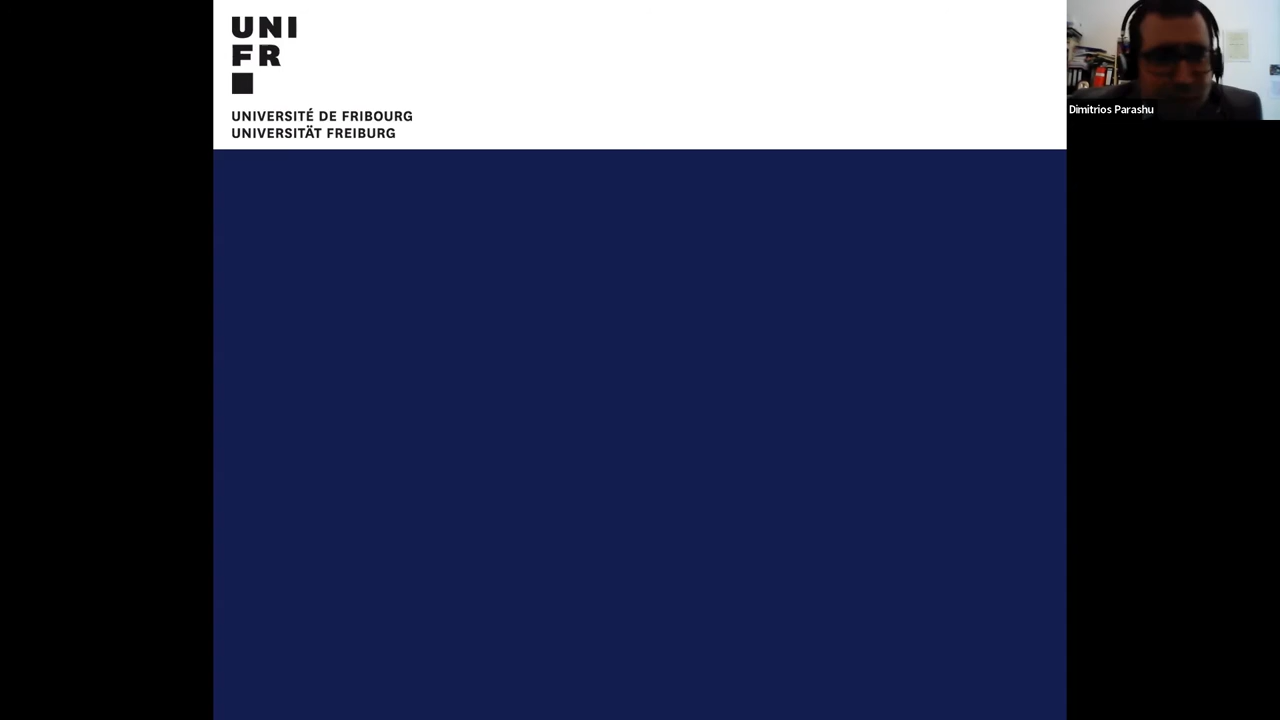 UNI
FR
UNIVERSITÉ DE FRIBOURG
UNIVERSITÄT FREIBURG
Dimitrios Parashu